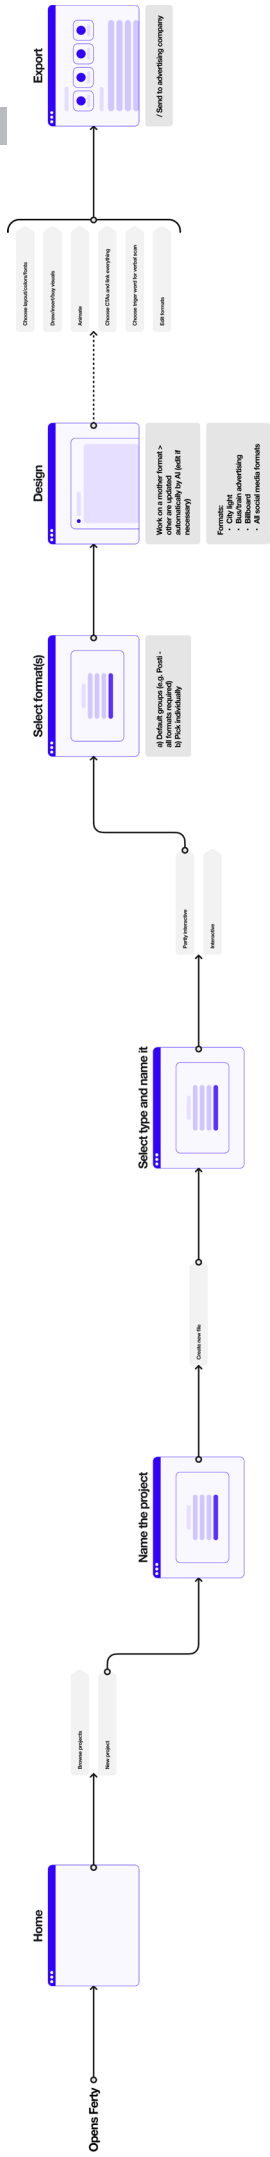 Opens Ferty
Home
Browse projects
New project
Name the project
Create new file
Select type and name it
Partly interactive
Interactive
Select format(s)
a) Default groups (e.g. Posti -
all formats required)
b) Pick individually
Design
Work on a mother format >
other are updated
automatically by AI (edit if
necessary)
Formats:
• City light
• Bus/train advertising
• Billboard
• All social media formats
Choose layout/colors/fonts
Draw/insert/buy visuals
Animate
Choose CTAs and link everything
Choose triger word for verbal scan
Edit formats
Export
/ Send to advertising company